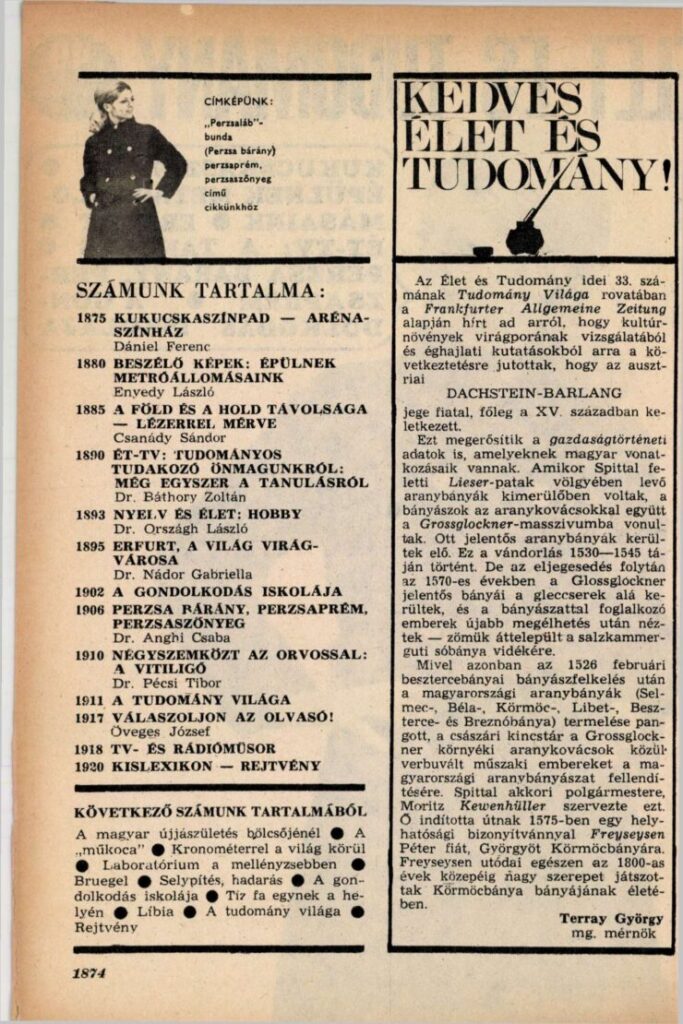 CÍMKÉPÜNK:
„Perzsaláb"-
bunda
(Perzsa bárány)
perzsaprém,
perzsaszőnyeg
című
cikkünkhöz
SZÁMUNK TARTALMA:
1875 KUKUCSKASZÍNPAD — ARÉNA-
SZÍNHÁZ
Dániel Ferenc
1880 BESZÉLŐ KÉPEK: ÉPÜLNEK
METRÓÁLLOMÁSAINK
Enyedy László
1885 A FÖLD ÉS A HOLD TÁVOLSÁGA
— LÉZERREL MÉRVE
Csanády Sándor
1890 ÉT-TV: TUDOMÁNYOS
TUDAKOZÓ ÖNMAGUNKRÓL:
MÉG EGYSZER A TANULÁSRÓL
Dr. Báthory Zoltán
1893 NYELV ÉS ÉLET: HOBBY
Dr. Országh László
1895 ERFURT, A VILÁG VIRÁG-
VÁROSA
Dr. Nádor Gabriella
1902 A GONDOLKODÁS ISKOLÁJA
1906 PERZSA BÁRÁNY, PERZSAPRÉM,
PERZSASZŐNYEG
Dr. Anghi Csaba
1910 NÉGYSZEMKÖZT AZ ORVOSSAL:
A VITILIGÓ
Dr. Pécsi Tibor
1911 A TUDOMÁNY VILÁGA
1917 VÁLASZOLJON AZ OLVASÓ!
Öveges József
1918 TV- ÉS RÁDIÓMŰSOR
1920 KISLEXIKON — REJTVÉNY
KÖVETKEZŐ SZÁMUNK TARTALMÁBÓL
A magyar újjászületés bölcsőjénél ● A
„műkoca" ● Kronométerrel a világ körül
● Laboratórium a mellényzsebben ●
Bruegel ● Selypítés, hadarás ● A gon-
dolkodás iskolája ● Tíz fa egynek a he-
lyén ● Líbia ● A tudomány világa ●
Rejtvény
1874
KEDVES
ÉLET ÉS
TUDOMÁNY!
Az Élet és Tudomány idei 33. szá-
mának Tudomány Világa rovatában
a Frankfurter Allgemeine Zeitung
alapján hírt ad arról, hogy kultúr-
növények virágporának vizsgálatából
és éghajlati kutatásokból arra a kö-
vetkeztetésre jutottak, hogy az auszt-
riai
DACHSTEIN-BARLANG
jege fiatal, főleg a XV. században ke-
letkezett.
Ezt megerősítik a gazdaságtörténeti
adatok is, amelyeknek magyar vonat-
kozásaik vannak. Amikor Spittal fe-
letti Lieser-patak völgyében levő
aranybányák kimerülőben voltak, a
bányászok az aranykovácsokkal együtt
a Grossglockner-masszívumba vonul-
tak. Ott jelentős aranybányák kerül-
tek elő. Ez a vándorlás 1530—1545 tá-
ján történt. De az eljegesedés folytán
az 1570-es években a Glossglockner
jelentős bányái a gleccserek alá ke-
rültek, és a bányászattal foglalkozó
emberek újabb megélhetés után néz-
tek — zömük áttelepült a salzkammer-
guti sóbánya vidékére.
Mivel azonban az 1526 februári
besztercebányai bányászfelkelés után
a magyarországi aranybányák (Sel-
mec-, Béla-, Körmöc-, Libet-, Besz-
terce- és Breznóbánya) termelése pan-
gott, a császári kincstár a Grossglock-
ner környéki aranykovácsok közül
verbuvált műszaki embereket a ma-
gyarországi aranybányászat fellendí-
tésére. Spittal akkori polgármestere,
Moritz Kewenhüller szervezte ezt.
Ő indította útnak 1575-ben egy hely-
hatósági bizonyítvánnyal Freyseysen
Péter fiát, Györgyöt Körmöcbányára.
Freyseysen utódai egészen az 1800-as
évek közepéig nagy szerepet játszot-
tak Körmöcbánya bányájának életé-
ben.
Terray György
mg. mérnök